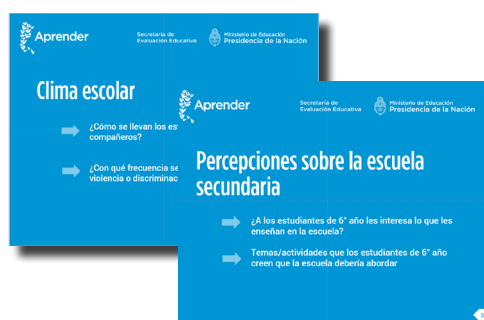 Aprender
Secretaría de
Evaluación Educativa
Ministerio de Educación
Presidencia de la Nación
Clima escolar
¿Cómo se llevan los
compañeros?
¿Con qué frecuencia se
violencia o
Aprender
Secretaría de
Evaluación Educativa
Ministerio de Educación
Presidencia de la Nación
Percepciones sobre la escuela
secundaria
¿A los estudiantes de 6° año les interesa lo que les
enseñan en la escuela?
Temas/actividades que los estudiantes de 6° año
creen que la escuela debería abordar